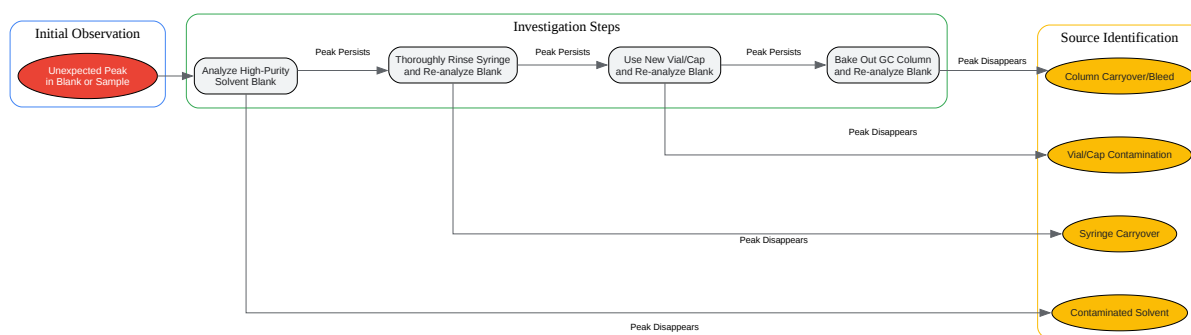 Initial Observation
Unexpected Peak
in Blank or Sample
Investigation Steps
Analyze High-Purity
Solvent Blank
Peak Persists
Thoroughly Rinse Syringe
and Re-analyze Blank
Peak Persists
Use New Vial/Cap
and Re-analyze Blank
Peak Persists
Bake Out GC Column
and Re-analyze Blank
Peak Disappears
Source Identification
Column Carryover/Bleed
Peak Disappears
Vial/Cap Contamination
Peak Disappears
Syringe Carryover
Peak Disappears
Contaminated Solvent